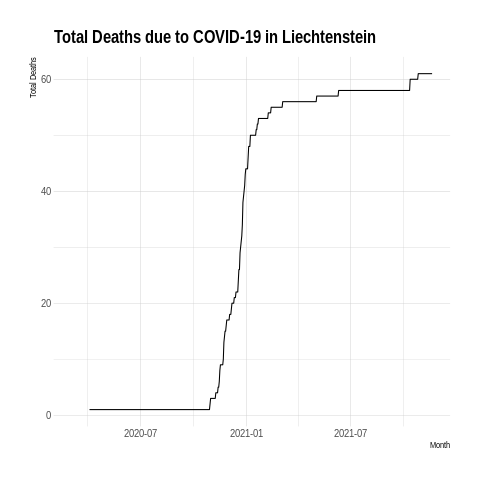 Total Deaths due to COVID-19 in Liechtenstein
Total Deaths
60
40
20
0
2020-07 2021-01 2021-07
Month